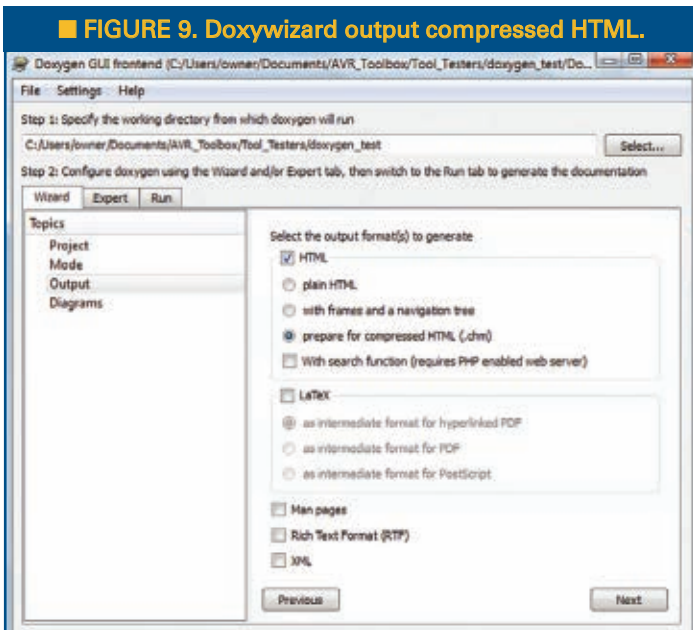 ■ FIGURE 9. Doxywizard output compressed HTML.
Doxygen GUI frontend (C:/Users/owner/Documents/AVR_Toolbox/Tool_Testers/doxygen_test/Do...
File Settings Help
Step 1: Specify the working directory from which doxygen will run
C:/Users/owner/Documents/AVR_Toolbox/Tool_Testers/doxygen_test
Select...
Step 2: Configure doxygen using the Wizard and/or Expert tab, then switch to the Run tab to generate the documentation
Wizard Expert Run
Topics
Project
Mode
Output
Diagrams
Select the output format(s) to generate
HTML
plain HTML
with frames and a navigation tree
prepare for compressed HTML (.chm)
With search function (requires PHP enabled web server)
LaTeX
as intermediate format for hyperlinked PDF
as intermediate format for PDF
as intermediate format for PostScript
Man pages
Rich Text Format (RTF)
XML
Previous
Next